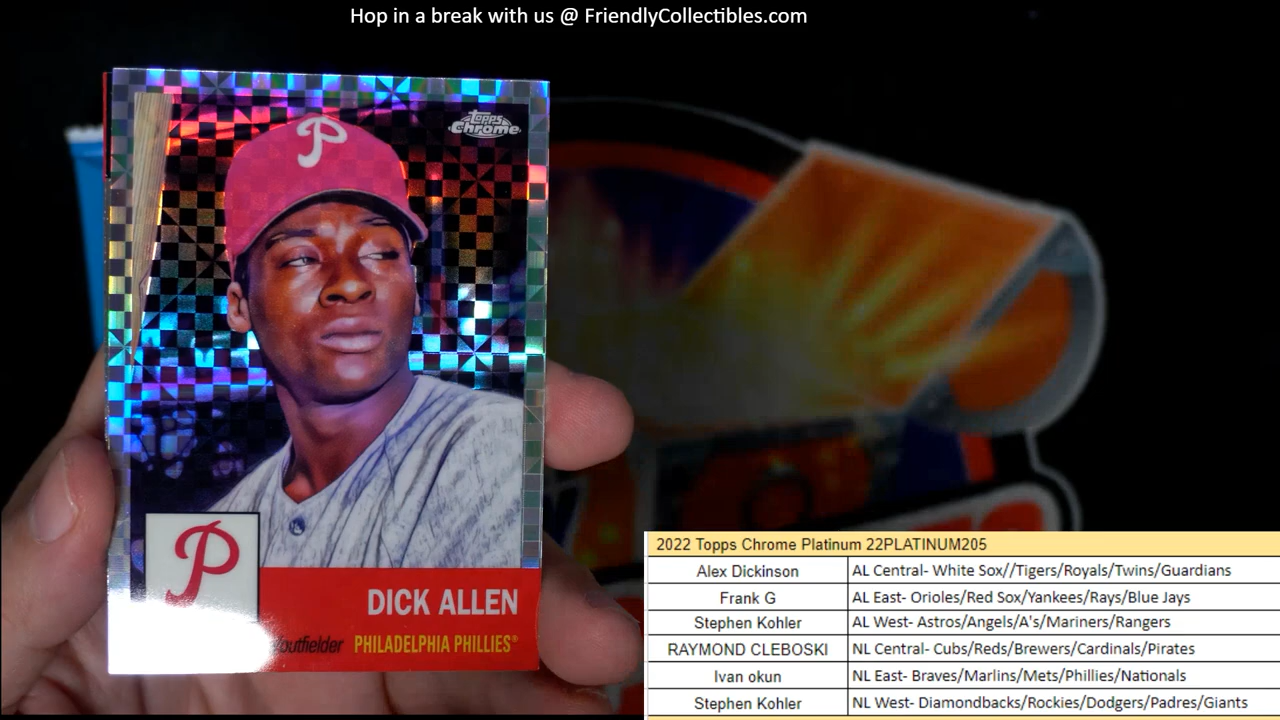 Hop in a break with us @ FriendlyCollectibles.com
topps
Chrome
P
P
DICK ALLEN
outfielder PHILADELPHIA PHILLIES®
2022 Topps Chrome Platinum 22PLATINUM205
Alex Dickinson AL Central- White Sox//Tigers/Royals/Twins/Guardians
Frank G AL East- Orioles/Red Sox/Yankees/Rays/Blue Jays
Stephen Kohler AL West- Astros/Angels/A's/Mariners/Rangers
RAYMOND CLEBOSKI NL Central- Cubs/Reds/Brewers/Cardinals/Pirates
Ivan okun NL East- Braves/Marlins/Mets/Phillies/Nationals
Stephen Kohler NL West- Diamondbacks/Rockies/Dodgers/Padres/Giants